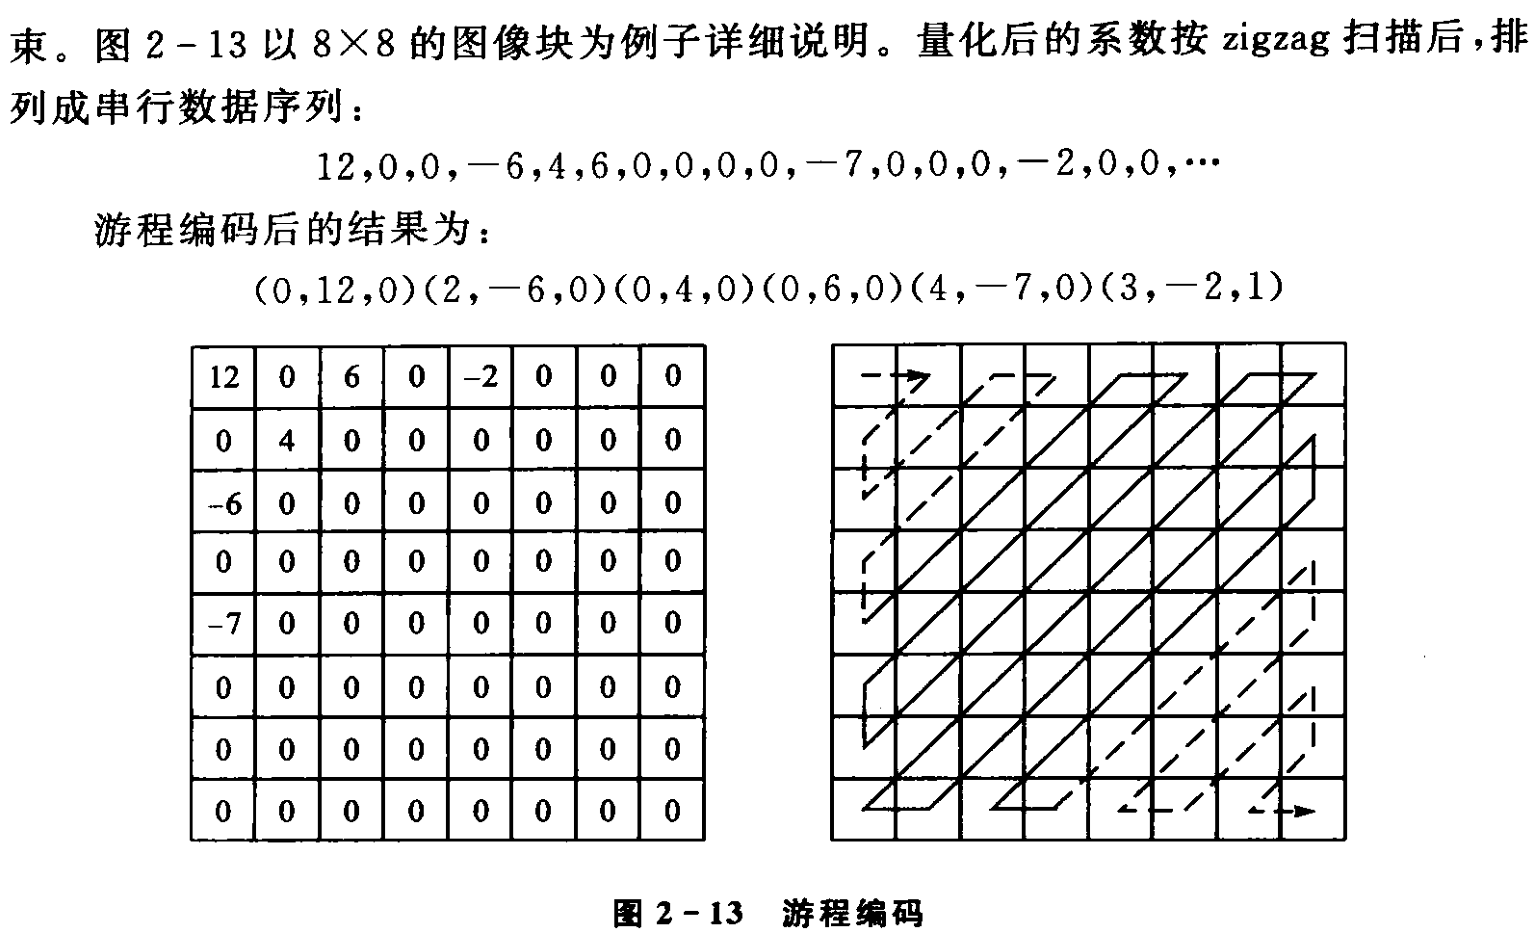 束。图 2-13 以 8×8 的图像块为例子详细说明。量化后的系数按 zigzag 扫描后,排
列成串行数据序列:
12,0,0,-6,4,6,0,0,0,0,-7,0,0,0,-2,0,0,…
游程编码后的结果为:
(0,12,0)(2,-6,0)(0,4,0)(0,6,0)(4,-7,0)(3,-2,1)
12 0 6 0 -2 0 0 0
0 4 0 0 0 0 0 0
-6 0 0 0 0 0 0 0
0 0 0 0 0 0 0 0
-7 0 0 0 0 0 0 0
0 0 0 0 0 0 0 0
0 0 0 0 0 0 0 0
0 0 0 0 0 0 0 0
图 2-13 游程编码